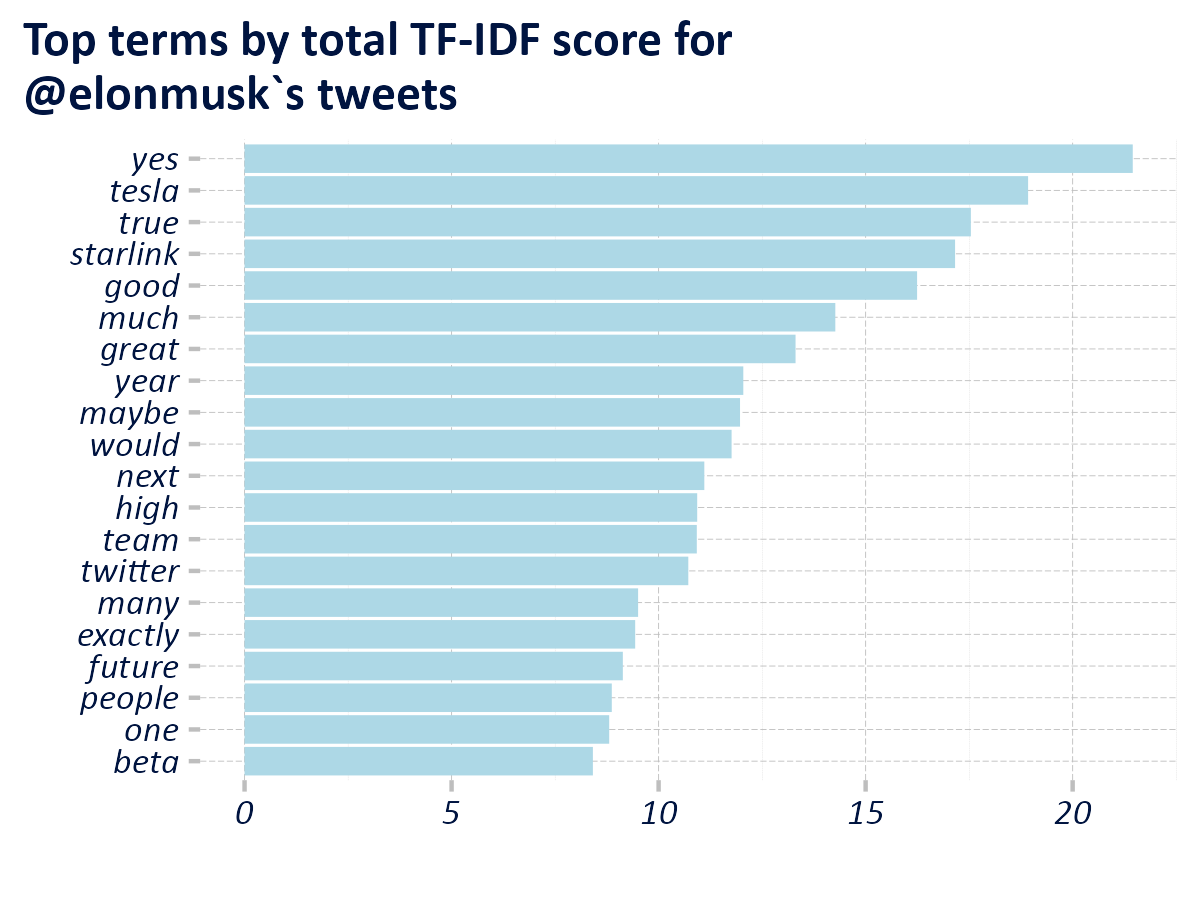 Top terms by total TF-IDF score for
@elonmusk`s tweets
yes
tesla
true
starlink
good
much
great
year
maybe
would
next
high
team
twitter
many
exactly
future
people
one
beta
0 5 10 15 20